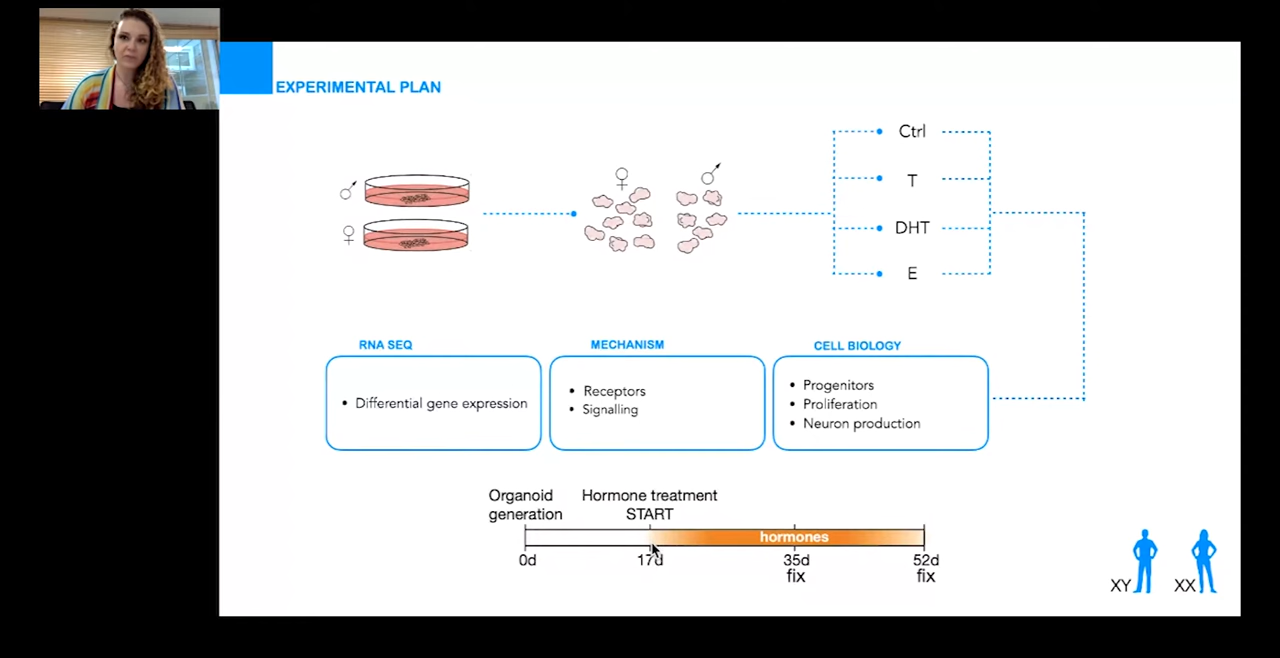 EXPERIMENTAL PLAN
Ctrl
T
DHT
E
RNA SEQ
• Differential gene expression
MECHANISM
• Receptors
• Signalling
CELL BIOLOGY
• Progenitors
• Proliferation
• Neuron production
Organoid
generation
Hormone treatment
START
hormones
0d
17d
35d
fix
52d
fix
XY
XX